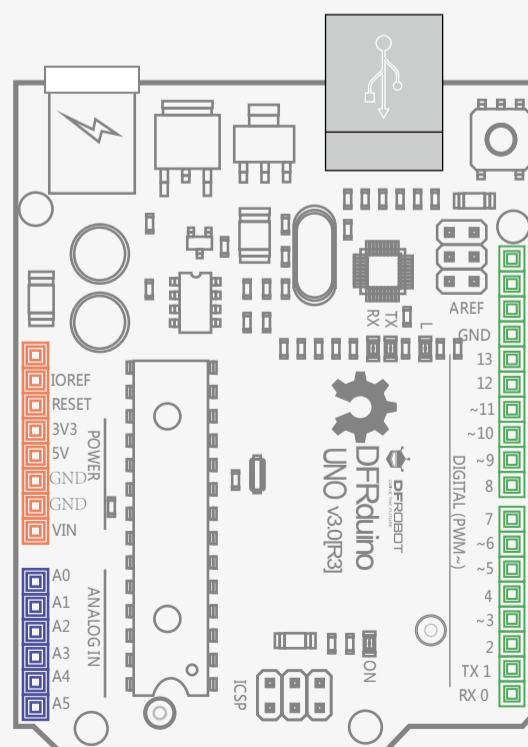 RX
TX
L
IOREF
RESET
3V3
5V
GND
GND
VIN
POWER
A0
A1
A2
A3
A4
A5
ANALOG IN
DFRduino
UNO v3.0[R3]
DFROBOT
AREF
GND
13
12
~11
~10
~9
8
7
~6
~5
4
~3
2
TX 1
RX 0
DIGITAL (PWM~)
ICSP
ON